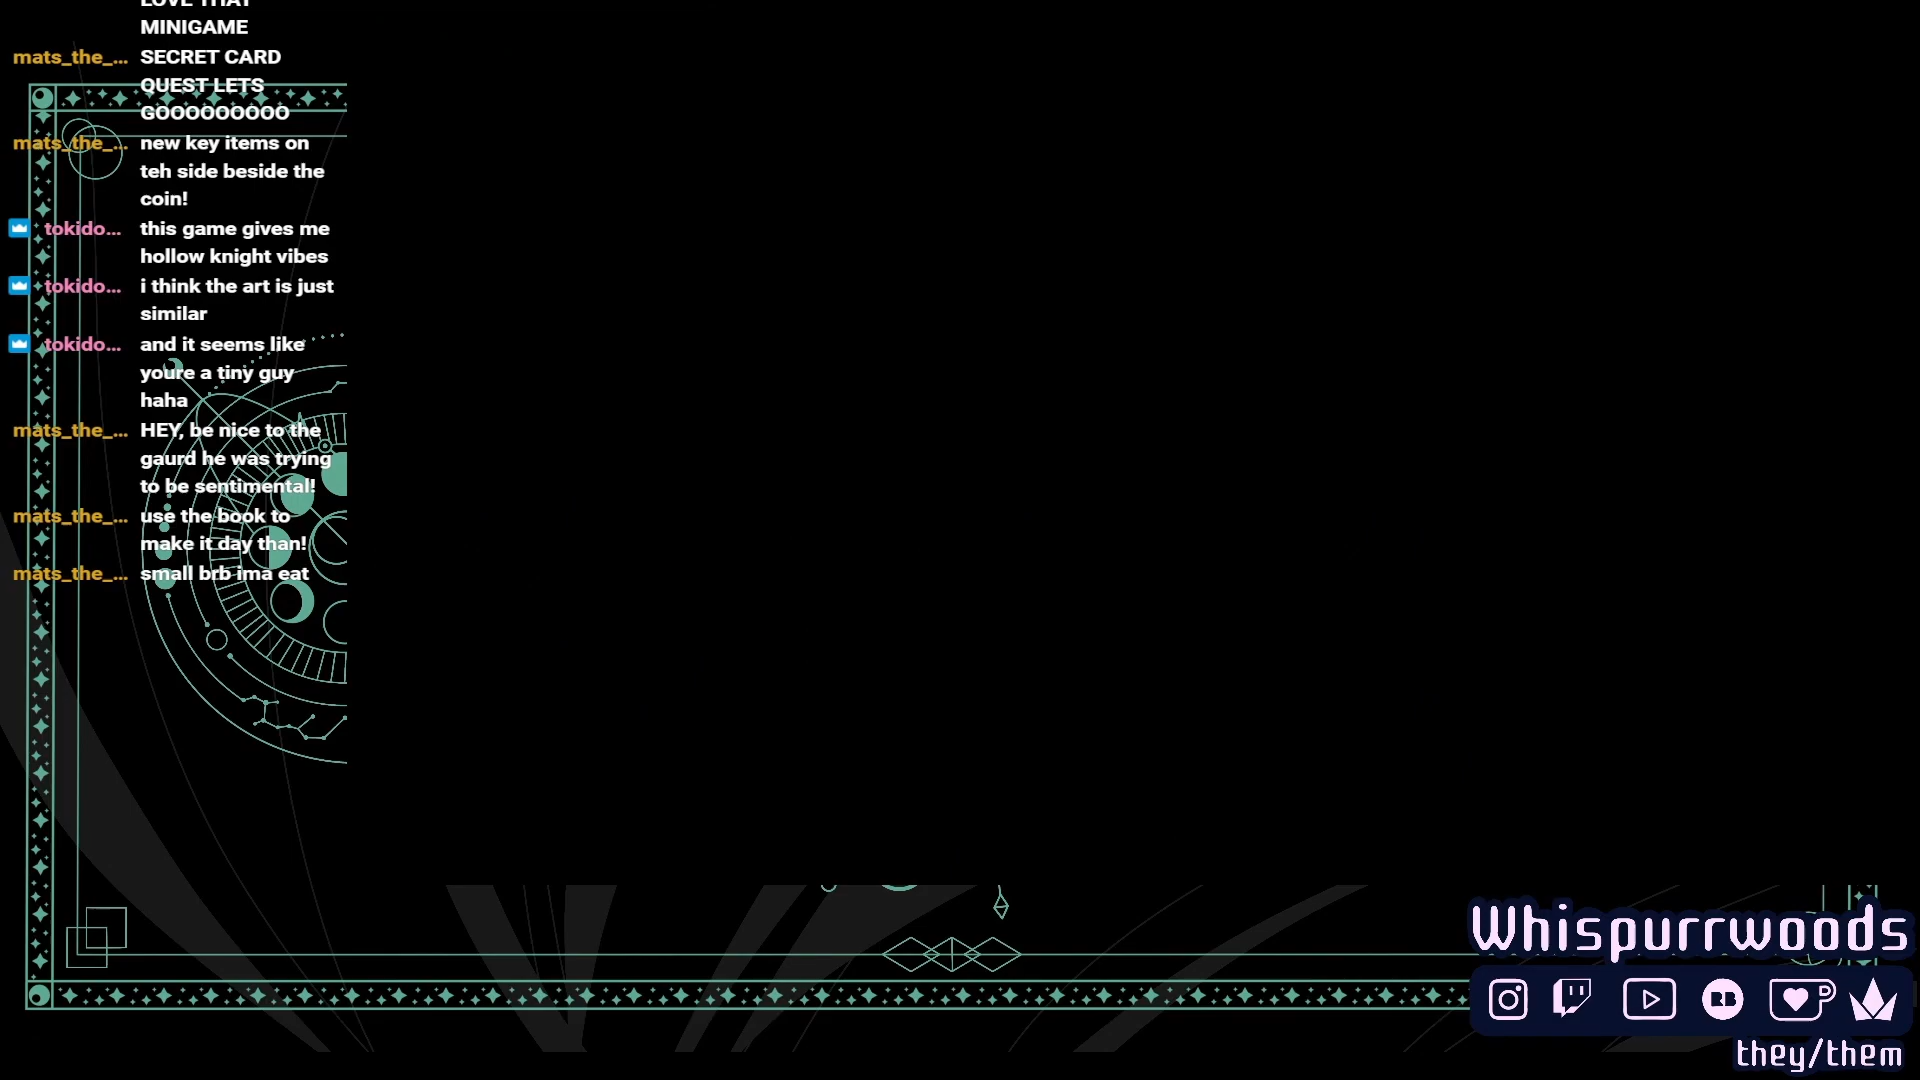 LOVE THAT
MINIGAME
mats_the_... SECRET CARD
QUEST LETS
GOOOOOOOOO
mats_the_... new key items on
teh side beside the
coin!
tokido... this game gives me
hollow knight vibes
tokido... i think the art is just
similar
tokido... and it seems like
youre a tiny guy
haha
mats_the_... HEY, be nice to the
gaurd he was trying
to be sentimental!
mats_the_... use the book to
make it day than!
mats_the_... small brb ima eat
Whispurrwoods
RB
they/them